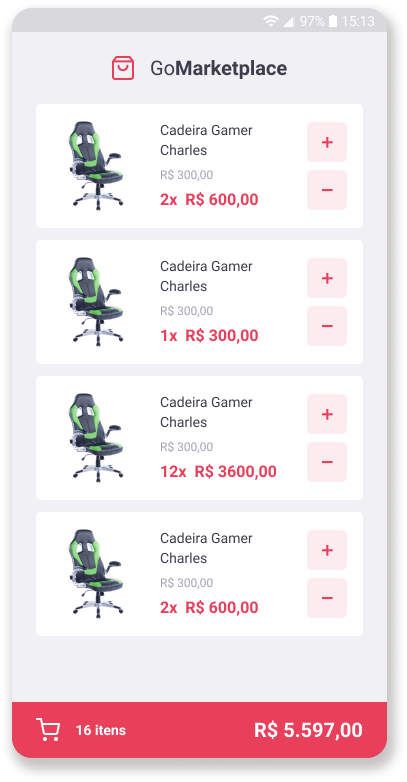 97% 15:13
GoMarketplace
Cadeira Gamer
Charles
R$ 300,00
2x R$ 600,00
+
−
Cadeira Gamer
Charles
R$ 300,00
1x R$ 300,00
+
−
Cadeira Gamer
Charles
R$ 300,00
12x R$ 3600,00
+
−
Cadeira Gamer
Charles
R$ 300,00
2x R$ 600,00
+
−
16 itens R$ 5.597,00